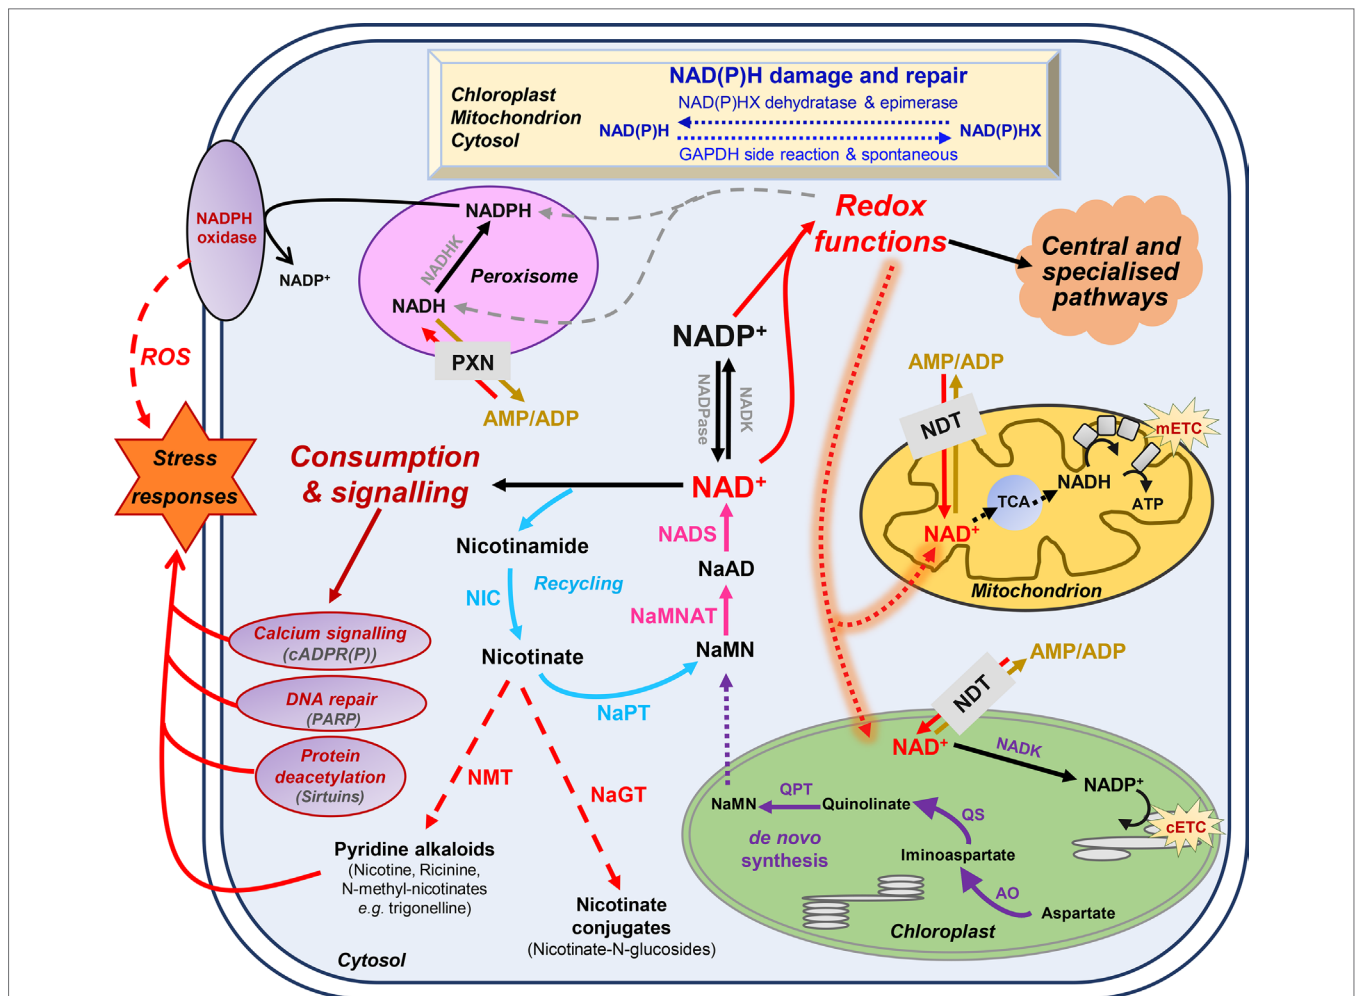 NAD(P)H damage and repair
NAD(P)HX dehydratase & epimerase
Chloroplast
Mitochondrion
Cytosol
NAD(P)H
NAD(P)HX
GAPDH side reaction & spontaneous
NADPH
oxidase
NADP⁺
NADPH
NADHK
Peroxisome
NADH
PXN
AMP/ADP
ROS
Redox
functions
Central and
specialised
pathways
NADP⁺
NADPase
NADK
AMP/ADP
NDT
mETC
NADH
TCA
ATP
NAD⁺
Mitochondrion
Stress
responses
Consumption
& signalling
NAD⁺
NADS
NaAD
NaMNAT
NaMN
Nicotinamide
Recycling
NIC
Nicotinate
NaPT
Calcium signalling
(cADPR(P))
DNA repair
(PARP)
Protein
deacetylation
(Sirtuins)
NMT
NaGT
Pyridine alkaloids
(Nicotine, Ricinine,
N-methyl-nicotinates
e.g. trigonelline)
Nicotinate
conjugates
(Nicotinate-N-glucosides)
Cytosol
AMP/ADP
NDT
NAD⁺
NADK
NADP⁺
cETC
NaMN
QPT
Quinolinate
QS
de novo
synthesis
Iminoaspartate
AO
Aspartate
Chloroplast